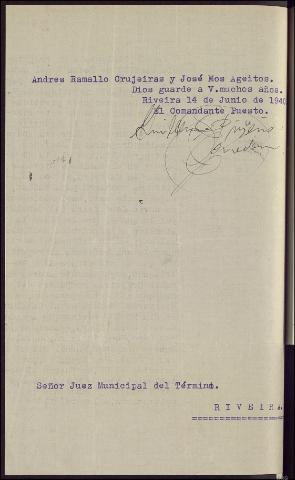 Andres Ramallo Crujeiras y José Mos Ageitos.
Dios guarde a V.muchos años.
Riveira 14 de Junio de 1940
El Comandante Puesto.
Señor Juez Municipal del Término.
RIVEIRA